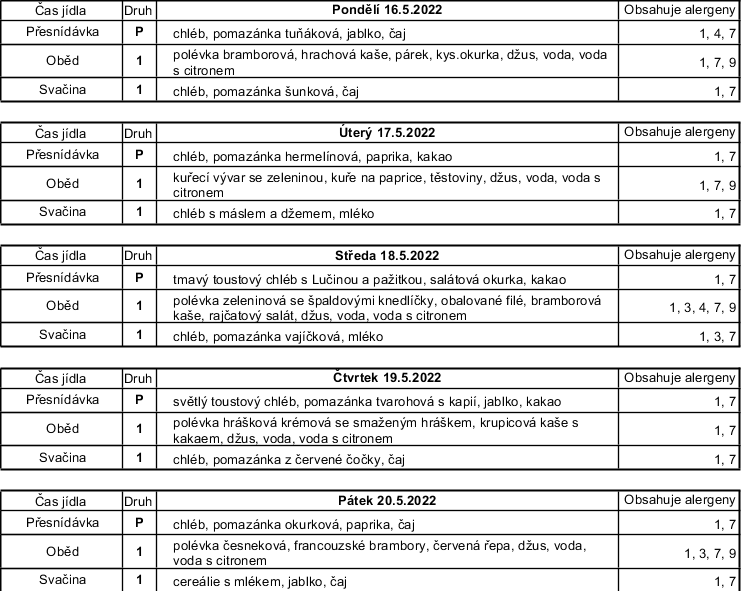 Čas jídla Druh Pondělí 16.5.2022 Obsahuje alergeny
Přesnídávka P chléb, pomazánka tuňáková, jablko, čaj 1, 4, 7
Oběd 1 polévka bramborová, hrachová kaše, párek, kys.okurka, džus, voda, voda
s citronem 1, 7, 9
Svačina 1 chléb, pomazánka šunková, čaj 1, 7
Čas jídla Druh Úterý 17.5.2022 Obsahuje alergeny
Přesnídávka P chléb, pomazánka hermelínová, paprika, kakao 1, 7
Oběd 1 kuřecí vývar se zeleninou, kuře na paprice, těstoviny, džus, voda, voda s
citronem 1, 7, 9
Svačina 1 chléb s máslem a džemem, mléko 1, 7
Čas jídla Druh Středa 18.5.2022 Obsahuje alergeny
Přesnídávka P tmavý toustový chléb s Lučinou a pažitkou, salátová okurka, kakao 1, 7
Oběd 1 polévka zeleninová se špaldovými knedlíčky, obalované filé, bramborová
kaše, rajčatový salát, džus, voda, voda s citronem 1, 3, 4, 7, 9
Svačina 1 chléb, pomazánka vajíčková, mléko 1, 3, 7
Čas jídla Druh Čtvrtek 19.5.2022 Obsahuje alergeny
Přesnídávka P světlý toustový chléb, pomazánka tvarohová s kapií, jablko, kakao 1, 7
Oběd 1 polévka hrášková krémová se smaženým hráškem, krupicová kaše s
kakaem, džus, voda, voda s citronem 1, 7
Svačina 1 chléb, pomazánka z červené čočky, čaj 1, 7
Čas jídla Druh Pátek 20.5.2022 Obsahuje alergeny
Přesnídávka P chléb, pomazánka okurková, paprika, čaj 1, 7
Oběd 1 polévka česneková, francouzské brambory, červená řepa, džus, voda,
voda s citronem 1, 3, 7, 9
Svačina 1 cereálie s mlékem, jablko, čaj 1, 7